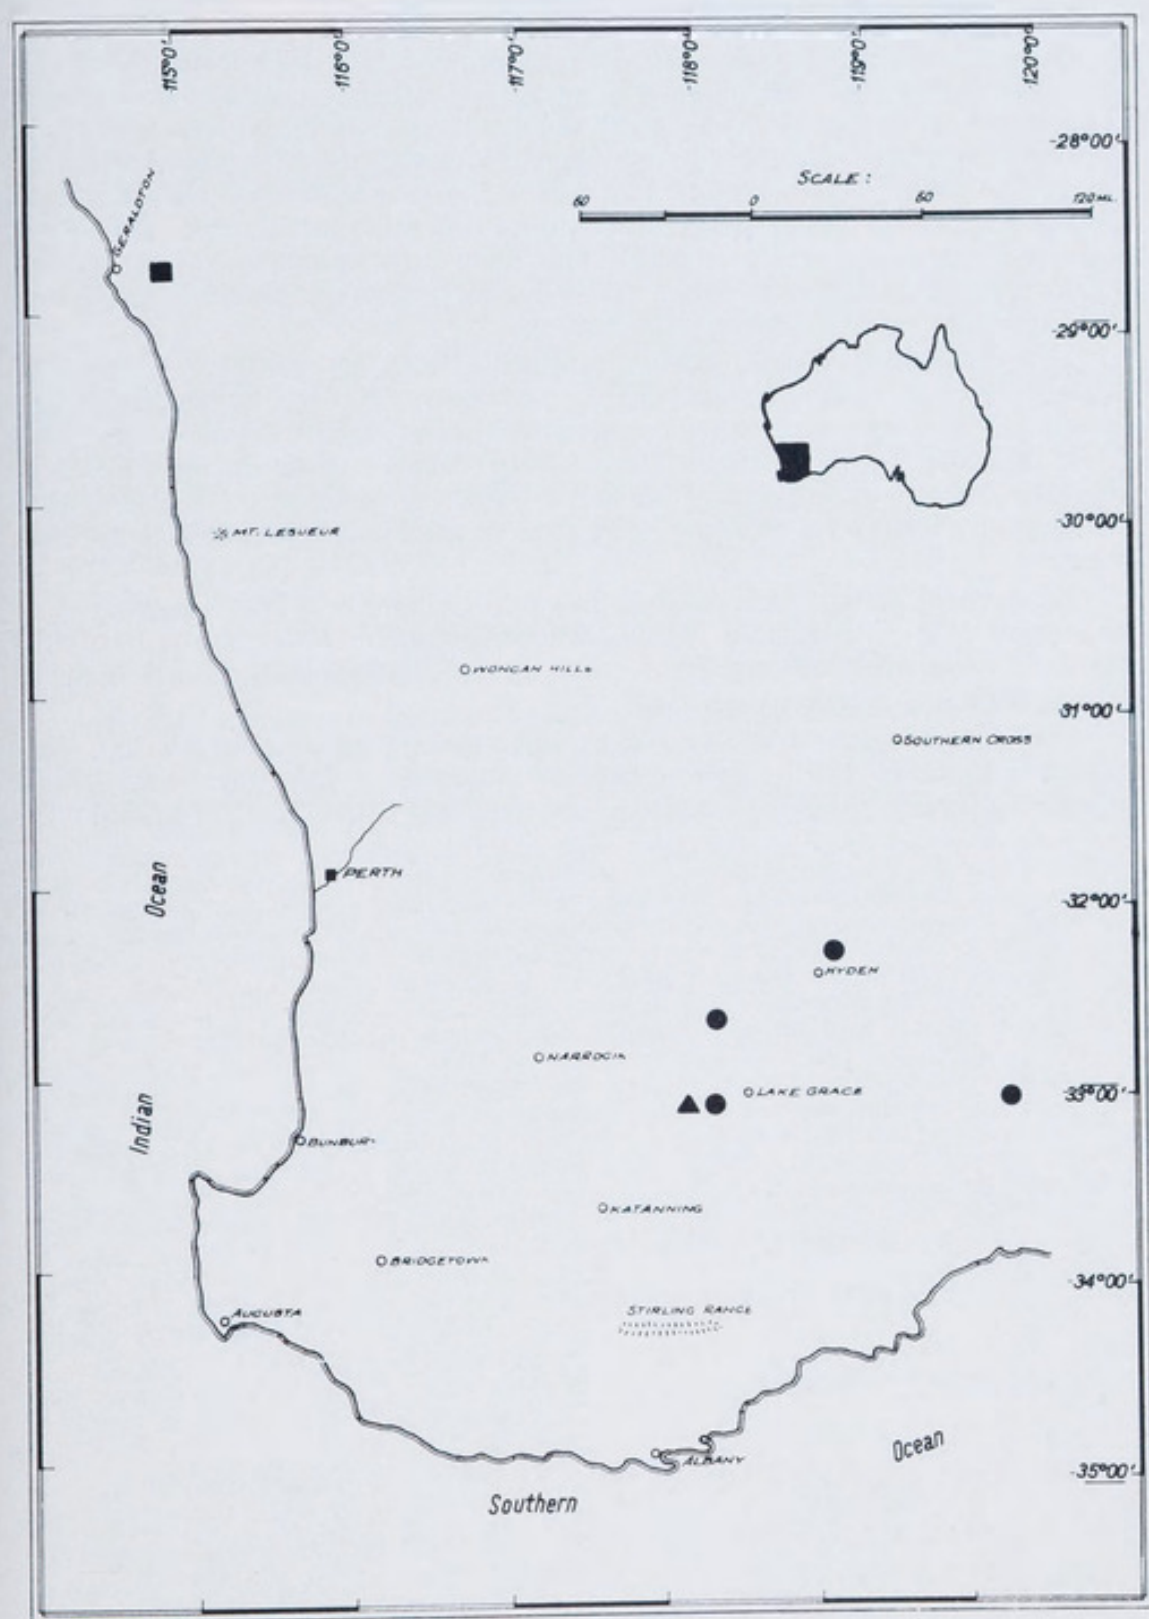 115°0'
116°0'
117°0'
118°0'
119°0'
120°0'
28°00'
SCALE:
60 0 60 120 ML.
GERALDTON
29°00'
30°00'
MT. LESUEUR
WONGAN HILLS
31°00'
SOUTHERN CROSS
PERTH
Ocean
32°00'
HYDEN
NARROGIN
LAKE GRACE
33°00'
Indian
BUNBURY
KATANNING
BRIDGETOWN
34°00'
AUGUSTA
STIRLING RANGE
Ocean
ALBANY
35°00'
Southern